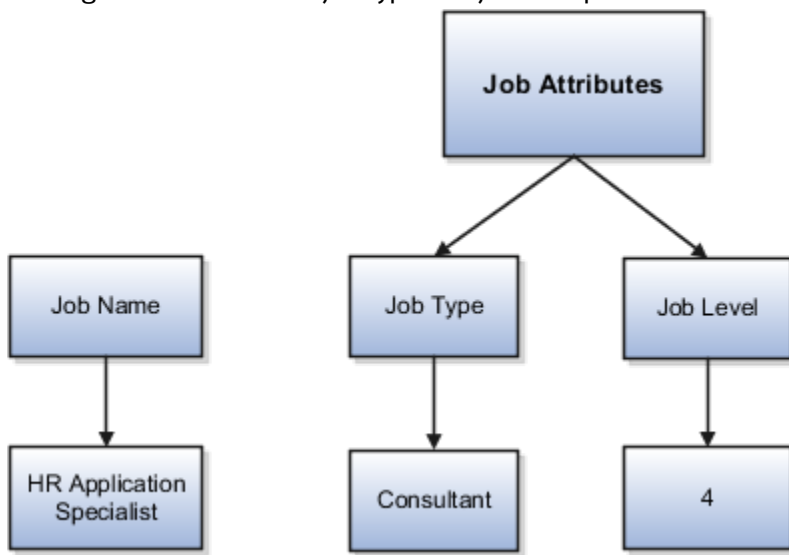 Job Attributes
Job Name
Job Type
Job Level
HR Application
Specialist
Consultant
4